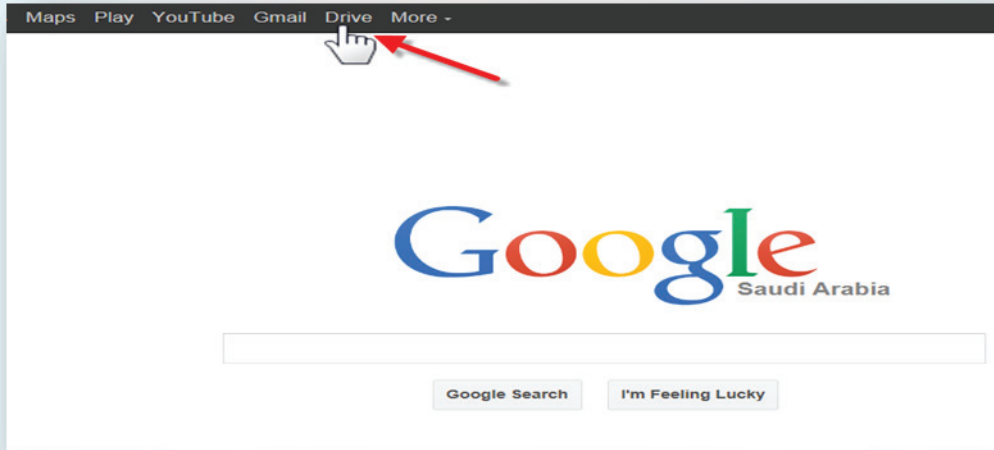 Maps Play YouTube Gmail Drive More
Google
Saudi Arabia
Google Search I'm Feeling Lucky